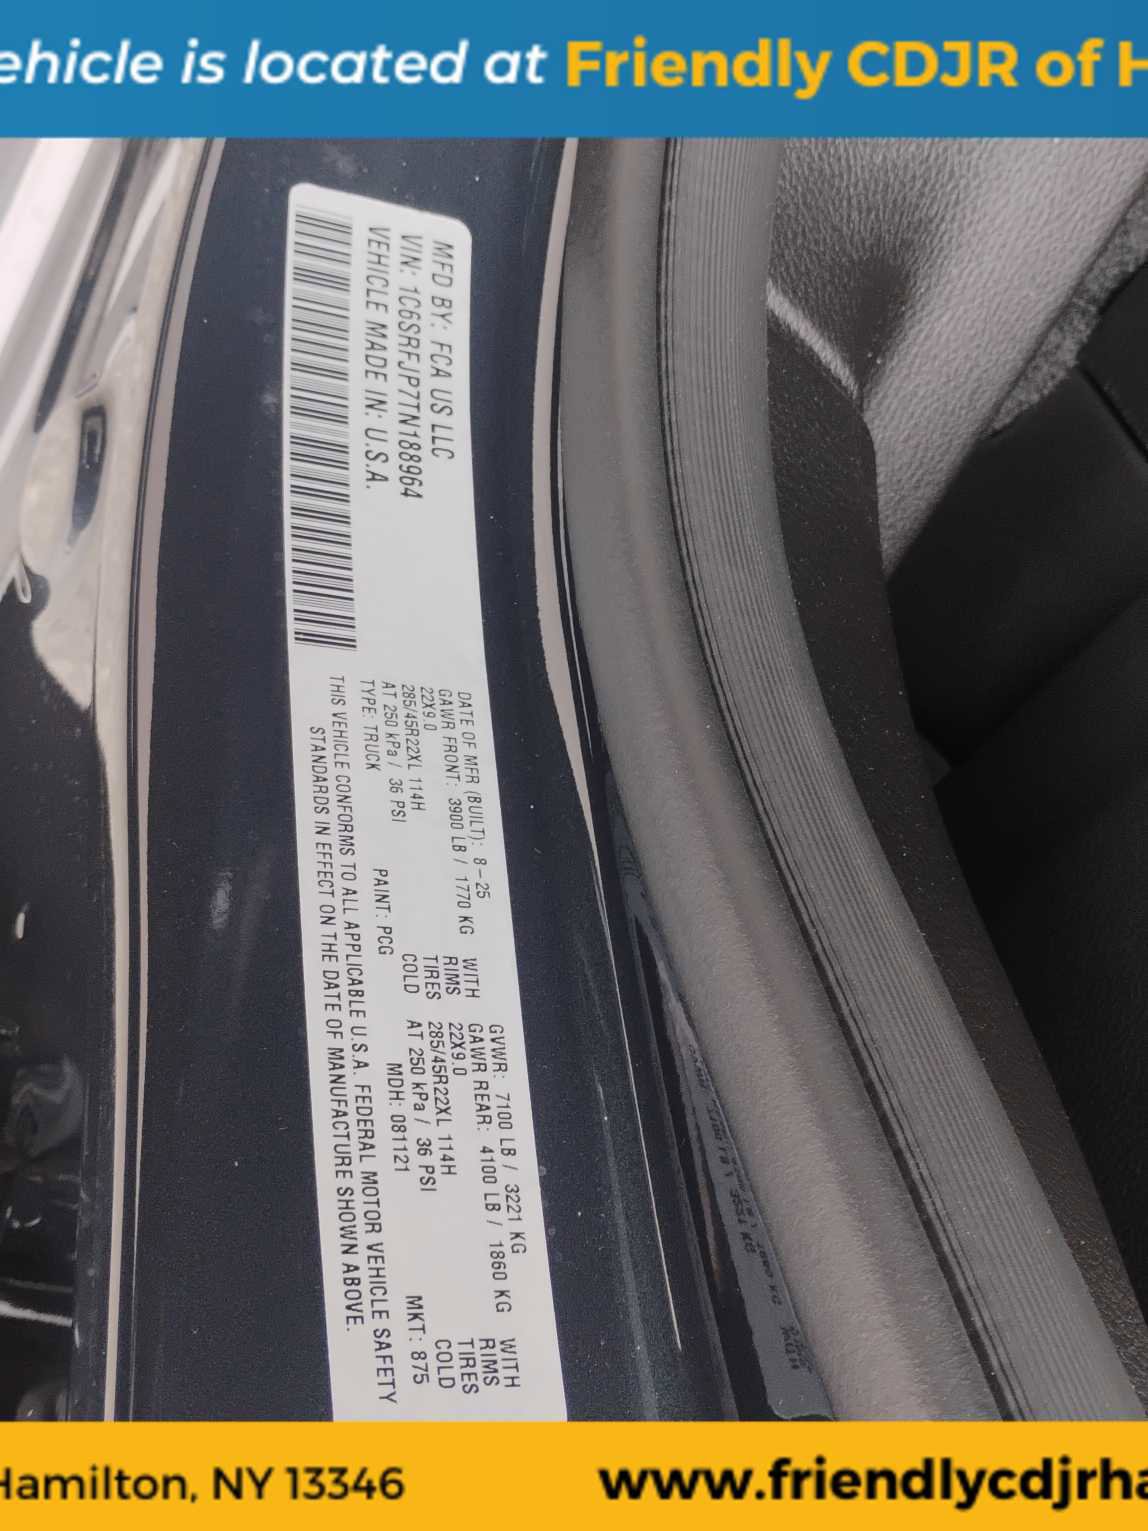 ehicle is located at Friendly CDJR of H
MFD BY: FCA US LLC
VIN: 1C6SRFJP7TN188964
VEHICLE MADE IN: U.S.A.
DATE OF MFR (BUILT): 8-25
GVWR: 7100 LB / 3221 KG
GAWR FRONT: 3900 LB / 1770 KG WITH
GAWR REAR: 4100 LB / 1860 KG WITH
22X9.0 RIMS 22X9.0 RIMS
285/45R22XL 114H TIRES 285/45R22XL 114H TIRES
AT 250 kPa / 36 PSI COLD AT 250 kPa / 36 PSI COLD
TYPE: TRUCK PAINT: PCG MDH: 081121 MKT: 875
THIS VEHICLE CONFORMS TO ALL APPLICABLE U.S.A. FEDERAL MOTOR VEHICLE SAFETY
STANDARDS IN EFFECT ON THE DATE OF MANUFACTURE SHOWN ABOVE.
Hamilton, NY 13346 www.friendlycdjrha